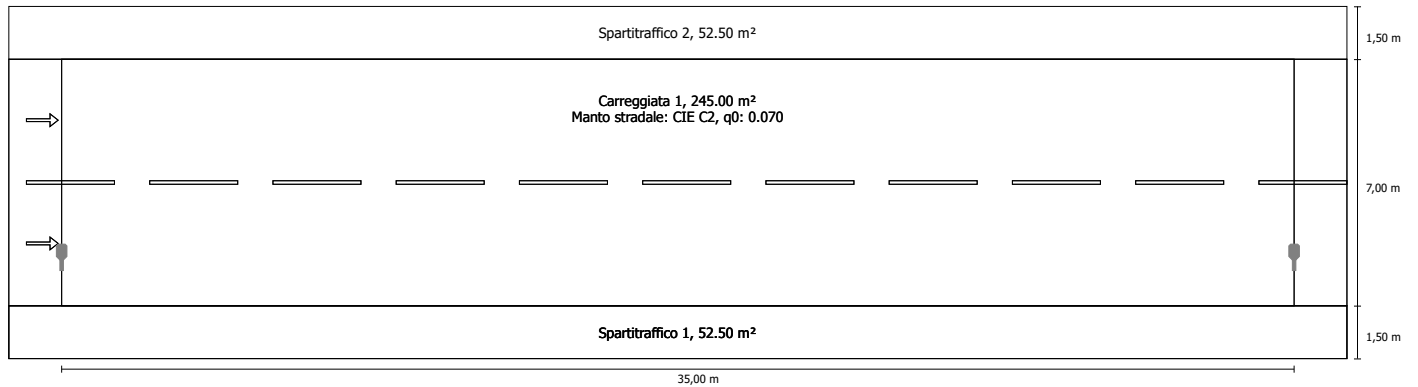 Spartitraffico 2, 52.50 m²
1,50 m
Carreggiata 1, 245.00 m²
Manto stradale: CIE C2, q0: 0.070
7,00 m
Spartitraffico 1, 52.50 m²
1,50 m
35,00 m